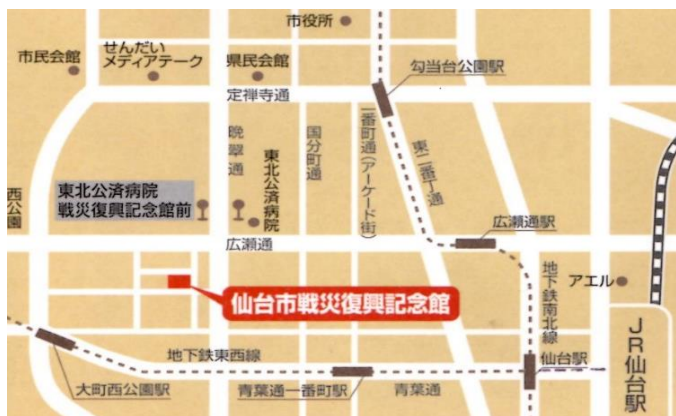 市役所
市民会館
せんだい
メディアテーク
県民会館
勾当台公園駅
定禅寺通
晩翠通
東北公済病院
国分町通
一番町通(アーケード街)
東二番丁通
西公園
東北公済病院
戦災復興記念館前
広瀬通
広瀬通駅
仙台市戦災復興記念館
地下鉄南北線
アエル
JR仙台駅
地下鉄東西線
仙台駅
大町西公園駅
青葉通一番町駅
青葉通